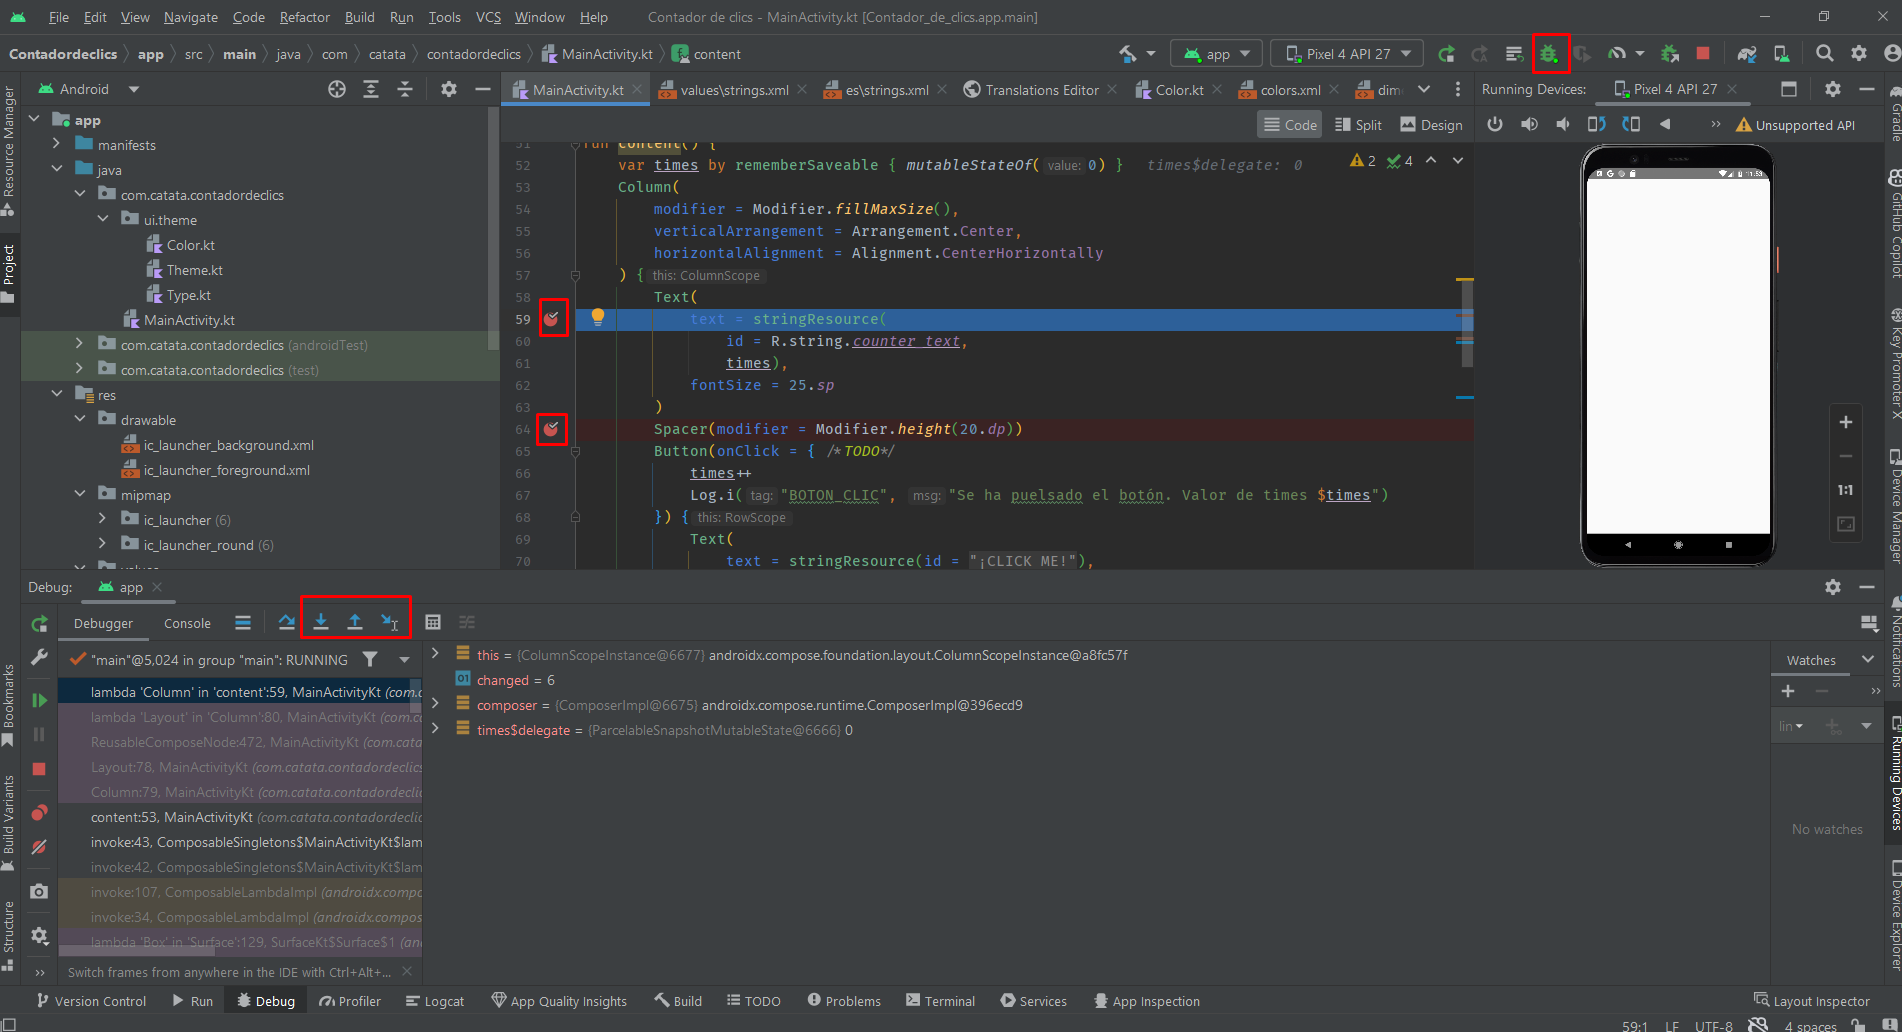 File Edit View Navigate Code Refactor Build Run Tools VCS Window Help Contador de clics - MainActivity.kt [Contador_de_clics.app.main]
Contadordeclics app src main java com catata contadordeclics MainActivity.kt content app Pixel 4 API 27
Android MainActivity.kt values\strings.xml es\strings.xml Translations Editor Color.kt colors.xml dim Running Devices: Pixel 4 API 27
Code Split Design Unsupported API
Resource Manager
Project
Bookmarks
Build Variants
Structure
app
manifests
java
com.catata.contadordeclics
ui.theme
Color.kt
Theme.kt
Type.kt
MainActivity.kt
com.catata.contadordeclics (androidTest)
com.catata.contadordeclics (test)
res
drawable
ic_launcher_background.xml
ic_launcher_foreground.xml
mipmap
ic_launcher (6)
ic_launcher_round (6)
values
51 fun content() {
52 var times by rememberSaveable { mutableStateOf( value: 0) } times$delegate: 0
2 4
53 Column(
54 modifier = Modifier.fillMaxSize(),
55 verticalArrangement = Arrangement.Center,
56 horizontalAlignment = Alignment.CenterHorizontally
57 ) { this: ColumnScope
58 Text(
59 text = stringResource(
60 id = R.string.counter_text,
61 times),
62 fontSize = 25.sp
63 )
64 Spacer(modifier = Modifier.height(20.dp))
65 Button(onClick = { /*TODO*/
66 times++
67 Log.i( tag: "BOTON_CLIC", msg: "Se ha puelsado el botón. Valor de times $times")
68 }) { this: RowScope
69 Text(
70 text = stringResource(id = "¡CLICK ME!"),
11:53
1:1
Gradle
GitHub Copilot
Key Promoter X
Device Manager
Notifications
Running Devices
Device Explorer
Debug: app
Debugger Console
"main"@5,024 in group "main": RUNNING
lambda 'Column' in 'content':59, MainActivityKt (com.c
lambda 'Layout' in 'Column':80, MainActivityKt (com.c
ReusableComposeNode:472, MainActivityKt (com.cata
Layout:78, MainActivityKt (com.catata.contadordeclics
Column:79, MainActivityKt (com.catata.contadordecli
content:53, MainActivityKt (com.catata.contadordeclic
invoke:43, ComposableSingletons$MainActivityKt$lam
invoke:42, ComposableSingletons$MainActivityKt$lam
invoke:107, ComposableLambdaImpl (androidx.compo
invoke:34, ComposableLambdaImpl (androidx.compos
lambda 'Box' in 'Surface':129, SurfaceKt$Surface$1 (an
Switch frames from anywhere in the IDE with Ctrl+Alt+...
this = {ColumnScopeInstance@6677} androidx.compose.foundation.layout.ColumnScopeInstance@a8fc57f
01 changed = 6
composer = {ComposerImpl@6675} androidx.compose.runtime.ComposerImpl@396ecd9
times$delegate = {ParcelableSnapshotMutableState@6666} 0
Watches
lin
No watches
Version Control Run Debug Profiler Logcat App Quality Insights Build TODO Problems Terminal Services App Inspection Layout Inspector
59:1 LF UTF-8 4 spaces